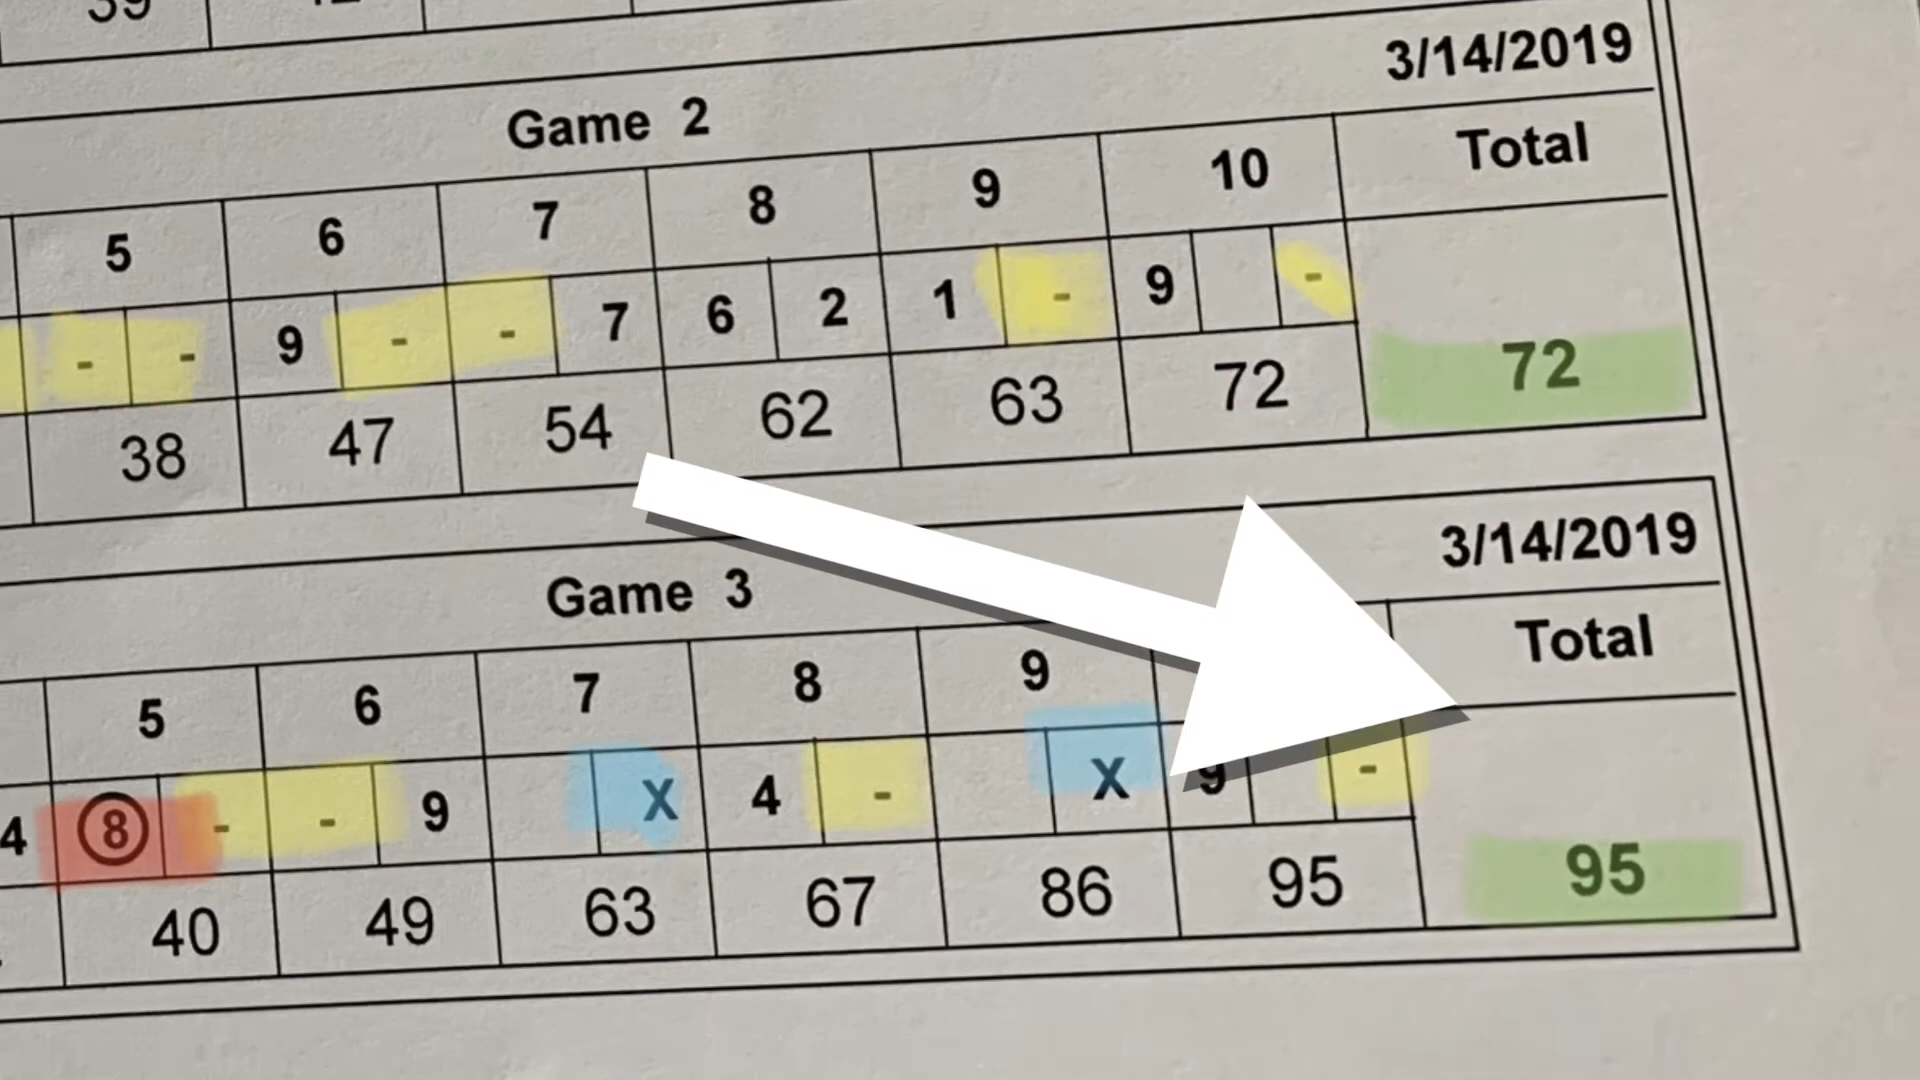 39
3/14/2019
Game 2
5 6 7 8 9 10 Total
- - 9 - - 7 6 2 1 - 9 -
38 47 54 62 63 72 72
3/14/2019
Game 3
5 6 7 8 9 Total
4 8 - - 9 X 4 - X 9 -
40 49 63 67 86 95 95